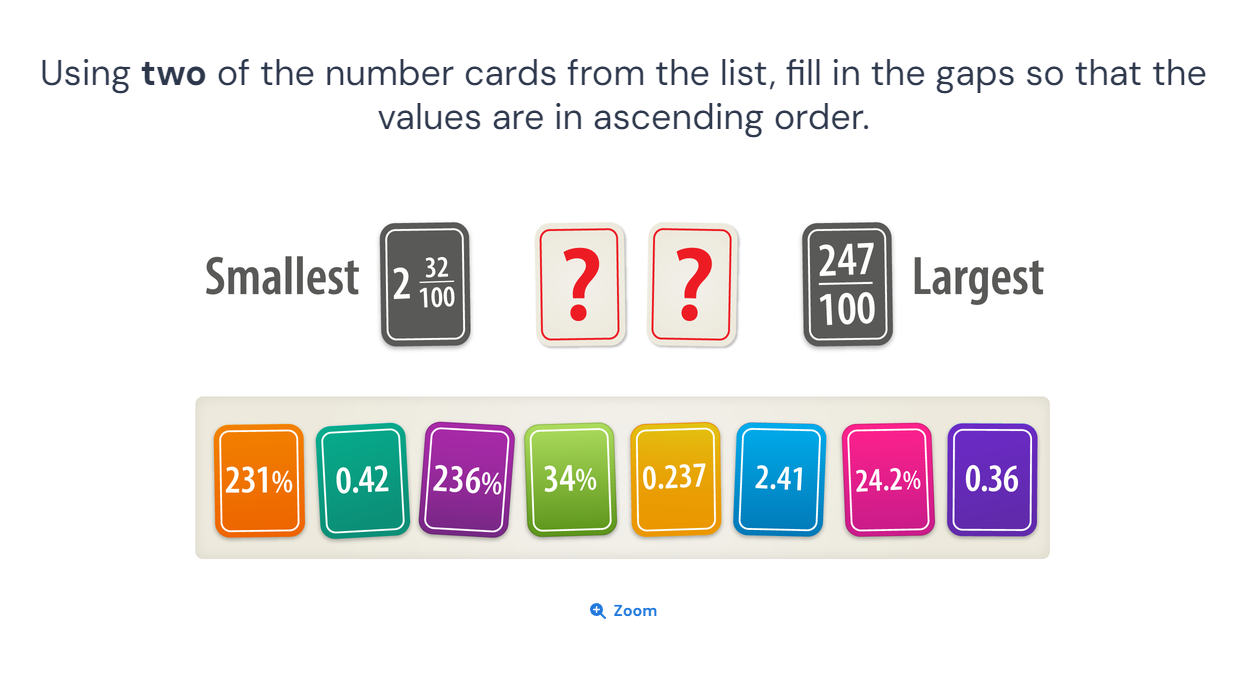 Using two of the number cards from the list, fill in the gaps so that the
values are in ascending order.
Smallest 2 32/100 ? ? 247/100 Largest
231% 0.42 236% 34% 0.237 2.41 24.2% 0.36
Zoom